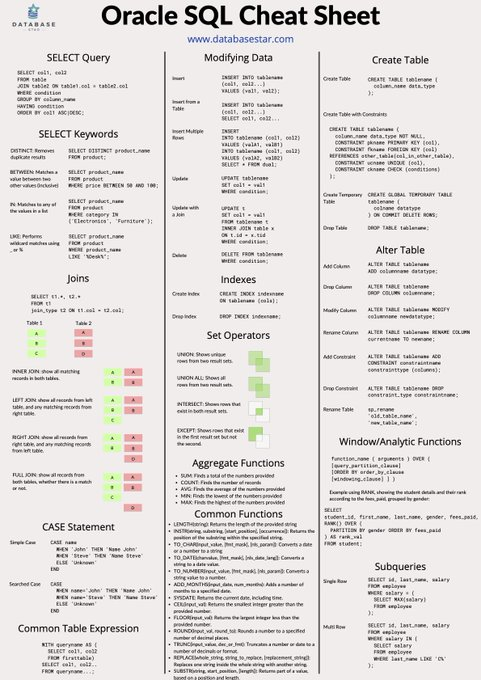 DATABASE
STAR
Oracle SQL Cheat Sheet
www.databasestar.com
SELECT Query
SELECT col1, col2
FROM table
JOIN table2 ON table1.col = table2.col
WHERE condition
GROUP BY column_name
HAVING condition
ORDER BY col1 ASC|DESC;
SELECT Keywords
DISTINCT: Removes
duplicate results
SELECT DISTINCT product_name
FROM product;
BETWEEN: Matches a
value between two
other values (inclusive)
SELECT product_name
FROM product
WHERE price BETWEEN 50 AND 100;
IN: Matches to any of
the values in a list
SELECT product_name
FROM product
WHERE category IN
('Electronics', 'Furniture');
LIKE: Performs
wildcard matches using
_ or %
SELECT product_name
FROM product
WHERE product_name
LIKE '%Desk%';
Joins
SELECT t1.*, t2.*
FROM t1
join_type t2 ON t1.col = t2.col;
Table 1
Table 2
A
A
B
B
C
D
INNER JOIN: show all matching
records in both tables.
A
A
B
B
LEFT JOIN: show all records from left
table, and any matching records from
right table.
A
A
B
B
C
RIGHT JOIN: show all records from
right table, and any matching records
from left table.
A
A
B
B
D
FULL JOIN: show all records from
both tables, whether there is a match
or not.
A
A
B
B
C
D
CASE Statement
Simple Case
CASE name
WHEN 'John' THEN 'Name John'
WHEN 'Steve' THEN 'Name Steve'
ELSE 'Unknown'
END
Searched Case
CASE
WHEN name='John' THEN 'Name John'
WHEN name='Steve' THEN 'Name Steve'
ELSE 'Unknown'
END
Common Table Expression
WITH queryname AS (
SELECT col1, col2
FROM firsttable)
SELECT col1, col2..
FROM queryname...;
Modifying Data
Insert
INSERT INTO tablename
(col1, col2...)
VALUES (val1, val2);
Insert from a
Table
INSERT INTO tablename
(col1, col2...)
SELECT col1, col2...
Insert Multiple
Rows
INSERT
INTO tablename (col1, col2)
VALUES (valA1, valB1)
INTO tablename (col1, col2)
VALUES (valA2, valB2)
SELECT * FROM dual;
Update
UPDATE tablename
SET col1 = val1
WHERE condition;
Update with
a Join
UPDATE t
SET col1 = val1
FROM tablename t
INNER JOIN table x
ON t.id = x.tid
WHERE condition;
Delete
DELETE FROM tablename
WHERE condition;
Indexes
Create Index
CREATE INDEX indexname
ON tablename (cols);
Drop Index
DROP INDEX indexname;
Set Operators
UNION: Shows unique
rows from two result sets.
UNION ALL: Shows all
rows from two result sets.
INTERSECT: Shows rows that
exist in both result sets.
EXCEPT: Shows rows that exist
in the first result set but not
the second.
Aggregate Functions
• SUM: Finds a total of the numbers provided
• COUNT: Finds the number of records
• AVG: Finds the average of the numbers provided
• MIN: Finds the lowest of the numbers provided
• MAX: Finds the highest of the numbers provided
Common Functions
• LENGTH(string): Returns the length of the provided string
• INSTR(string, substring, [start_position], [occurrence]): Returns the
position of the substring within the specified string.
• TO_CHAR(input_value, [fmt_mask], [nls_param]): Converts a date
or a number to a string
• TO_DATE(charvalue, [fmt_mask], [nls_date_lang]): Converts a
string to a date value.
• TO_NUMBER(input_value, [fmt_mask], [nls_param]): Converts a
string value to a number.
• ADD_MONTHS(input_date, num_months): Adds a number of
months to a specified date.
• SYSDATE: Returns the current date, including time.
• CEIL(input_val): Returns the smallest integer greater than the
provided number.
• FLOOR(input_val): Returns the largest integer less than the
provided number.
• ROUND(input_val, round_to): Rounds a number to a specified
number of decimal places.
• TRUNC(input_value, dec_or_fmt): Truncates a number or date to a
number of decimals or format.
• REPLACE(whole_string, string_to_replace, [replacement_string]):
Replaces one string inside the whole string with another string.
• SUBSTR(string, start_position, [length]): Returns part of a value,
based on a position and length.
Create Table
Create Table
CREATE TABLE tablename (
column_name data_type
);
Create Table with Constraints
CREATE TABLE tablename (
column_name data_type NOT NULL,
CONSTRAINT pkname PRIMARY KEY (col),
CONSTRAINT fkname FOREIGN KEY (col)
REFERENCES other_table(col_in_other_table),
CONSTRAINT ucname UNIQUE (col),
CONSTRAINT ckname CHECK (conditions)
);
Create Temporary
Table
CREATE GLOBAL TEMPORARY TABLE
tablename (
colname datatype
) ON COMMIT DELETE ROWS;
Drop Table
DROP TABLE tablename;
Alter Table
Add Column
ALTER TABLE tablename
ADD columnname datatype;
Drop Column
ALTER TABLE tablename
DROP COLUMN columnname;
Modify Column
ALTER TABLE tablename MODIFY
columnname newdatatype;
Rename Column
ALTER TABLE tablename RENAME COLUMN
currentname TO newname;
Add Constraint
ALTER TABLE tablename ADD
CONSTRAINT constraintname
constrainttype (columns);
Drop Constraint
ALTER TABLE tablename DROP
constraint_type constraintname;
Rename Table
sp_rename
'old_table_name',
'new_table_name';
Window/Analytic Functions
function_name ( arguments ) OVER (
[query_partition_clause]
[ORDER BY order_by_clause
[windowing_clause] ] )
Example using RANK, showing the student details and their rank
according to the fees_paid, grouped by gender:
SELECT
student_id, first_name, last_name, gender, fees_paid,
RANK() OVER (
PARTITION BY gender ORDER BY fees_paid
) AS rank_val
FROM student;
Subqueries
Single Row
SELECT id, last_name, salary
FROM employee
WHERE salary = (
SELECT MAX(salary)
FROM employee
);
Multi Row
SELECT id, last_name, salary
FROM employee
WHERE salary IN (
SELECT salary
FROM employee
WHERE last_name LIKE 'C%'
);